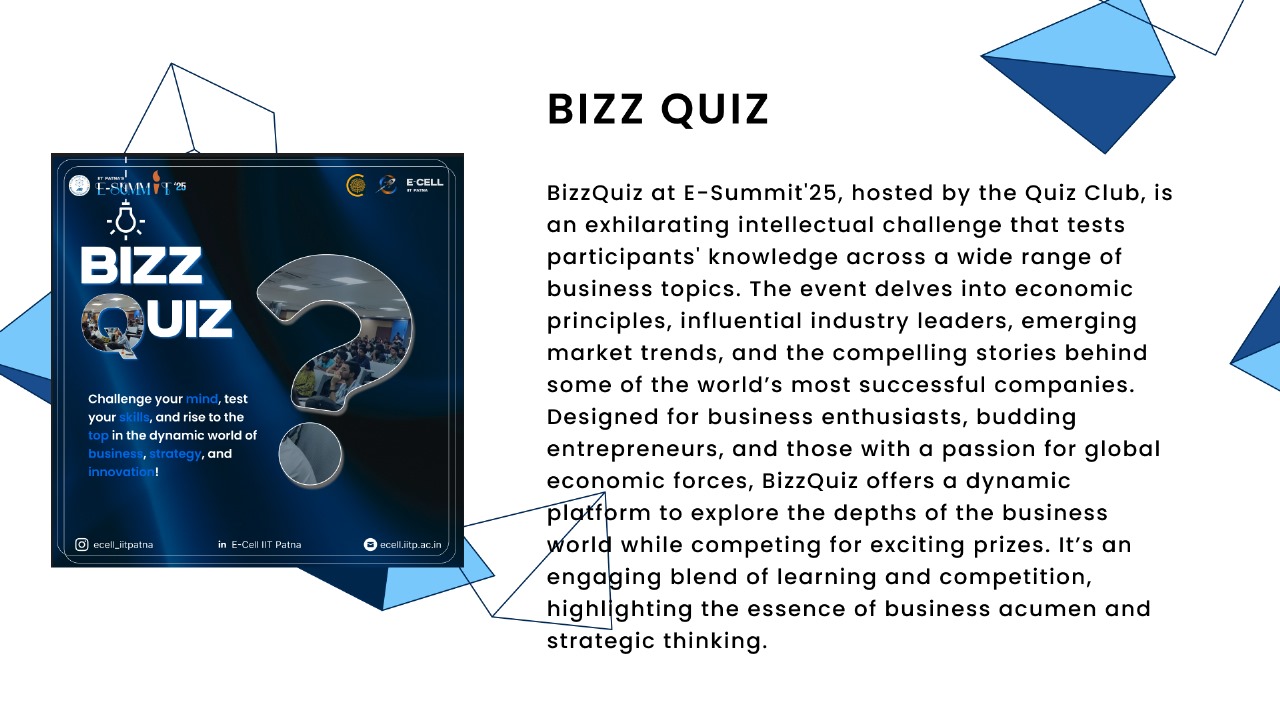 BIZZ QUIZ
BizzQuiz at E-Summit'25, hosted by the Quiz Club, is
an exhilarating intellectual challenge that tests
participants' knowledge across a wide range of
business topics. The event delves into economic
principles, influential industry leaders, emerging
market trends, and the compelling stories behind
some of the world’s most successful companies.
Designed for business enthusiasts, budding
entrepreneurs, and those with a passion for global
economic forces, BizzQuiz offers a dynamic
platform to explore the depths of the business
world while competing for exciting prizes. It’s an
engaging blend of learning and competition,
highlighting the essence of business acumen and
strategic thinking.
IIT PATNA'S
E-SUMMIT '25
E-CELL
IIT PATNA
BIZZ
QUIZ
Challenge your mind, test
your skills, and rise to the
top in the dynamic world of
business, strategy, and
innovation!
ecell_iitpatna
in E-Cell IIT Patna
ecell.iitp.ac.in